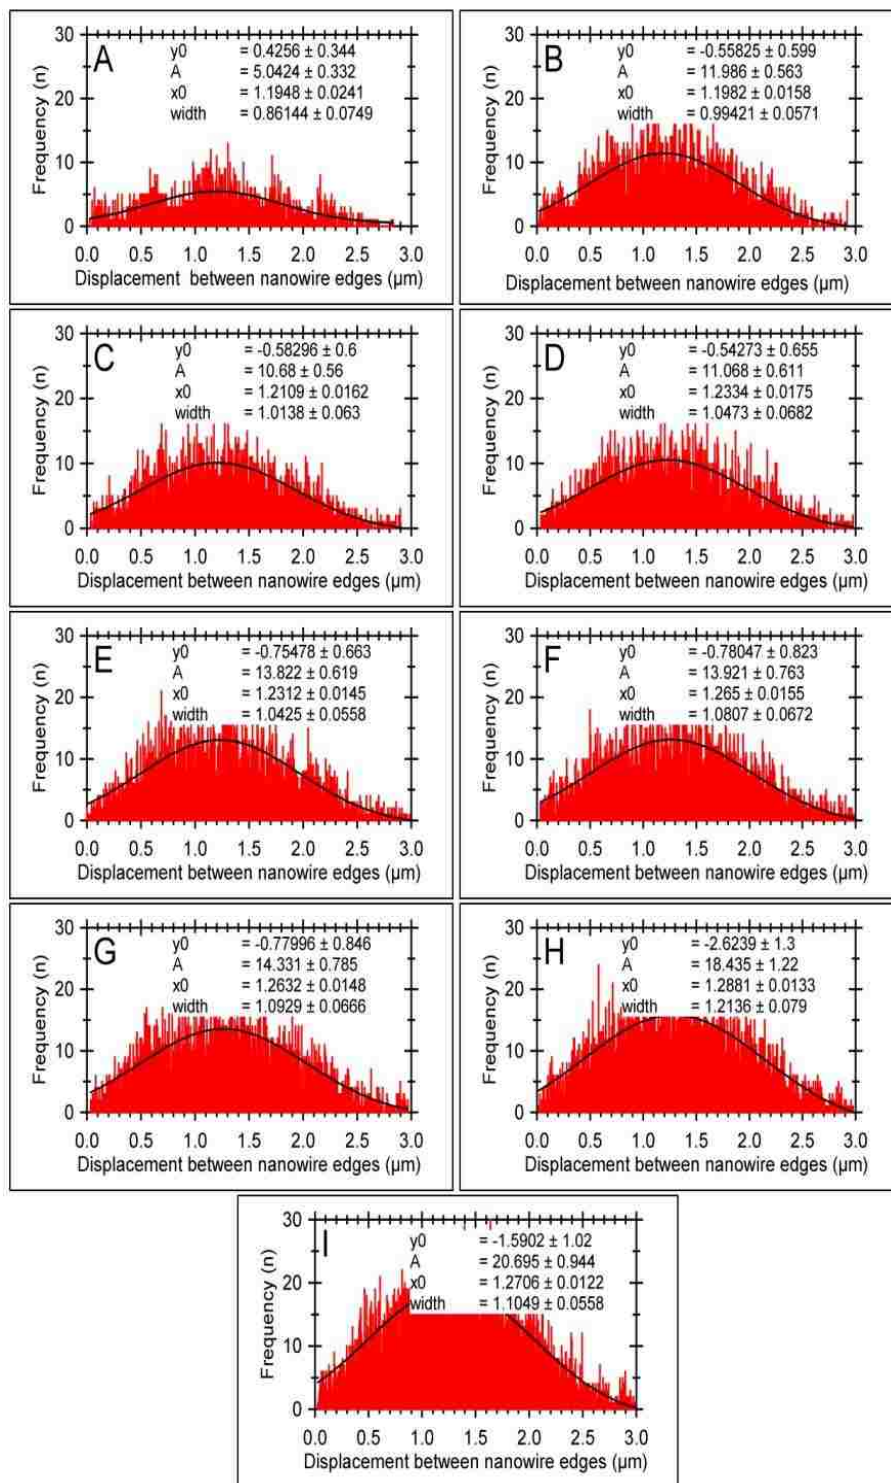 A
y0 = 0.4256 ± 0.344
A = 5.0424 ± 0.332
x0 = 1.1948 ± 0.0241
width = 0.86144 ± 0.0749
Frequency (n)
30
20
10
0
0.0 0.5 1.0 1.5 2.0 2.5 3.0
Displacement between nanowire edges (µm)
B
y0 = -0.55825 ± 0.599
A = 11.986 ± 0.563
x0 = 1.1982 ± 0.0158
width = 0.99421 ± 0.0571
Frequency (n)
30
20
10
0
0.0 0.5 1.0 1.5 2.0 2.5 3.0
Displacement between nanowire edges (µm)
C
y0 = -0.58296 ± 0.6
A = 10.68 ± 0.56
x0 = 1.2109 ± 0.0162
width = 1.0138 ± 0.063
Frequency (n)
30
20
10
0
0.0 0.5 1.0 1.5 2.0 2.5 3.0
Displacement between nanowire edges (µm)
D
y0 = -0.54273 ± 0.655
A = 11.068 ± 0.611
x0 = 1.2334 ± 0.0175
width = 1.0473 ± 0.0682
Frequency (n)
30
20
10
0
0.0 0.5 1.0 1.5 2.0 2.5 3.0
Displacement between nanowire edges (µm)
E
y0 = -0.75478 ± 0.663
A = 13.822 ± 0.619
x0 = 1.2312 ± 0.0145
width = 1.0425 ± 0.0558
Frequency (n)
30
20
10
0
0.0 0.5 1.0 1.5 2.0 2.5 3.0
Displacement between nanowire edges (µm)
F
y0 = -0.78047 ± 0.823
A = 13.921 ± 0.763
x0 = 1.265 ± 0.0155
width = 1.0807 ± 0.0672
Frequency (n)
30
20
10
0
0.0 0.5 1.0 1.5 2.0 2.5 3.0
Displacement between nanowire edges (µm)
G
y0 = -0.77996 ± 0.846
A = 14.331 ± 0.785
x0 = 1.2632 ± 0.0148
width = 1.0929 ± 0.0666
Frequency (n)
30
20
10
0
0.0 0.5 1.0 1.5 2.0 2.5 3.0
Displacement between nanowire edges (µm)
H
y0 = -2.6239 ± 1.3
A = 18.435 ± 1.22
x0 = 1.2881 ± 0.0133
width = 1.2136 ± 0.079
Frequency (n)
30
20
10
0
0.0 0.5 1.0 1.5 2.0 2.5 3.0
Displacement between nanowire edges (µm)
I
y0 = -1.5902 ± 1.02
A = 20.695 ± 0.944
x0 = 1.2706 ± 0.0122
width = 1.1049 ± 0.0558
Frequency (n)
30
20
10
0
0.0 0.5 1.0 1.5 2.0 2.5 3.0
Displacement between nanowire edges (µm)